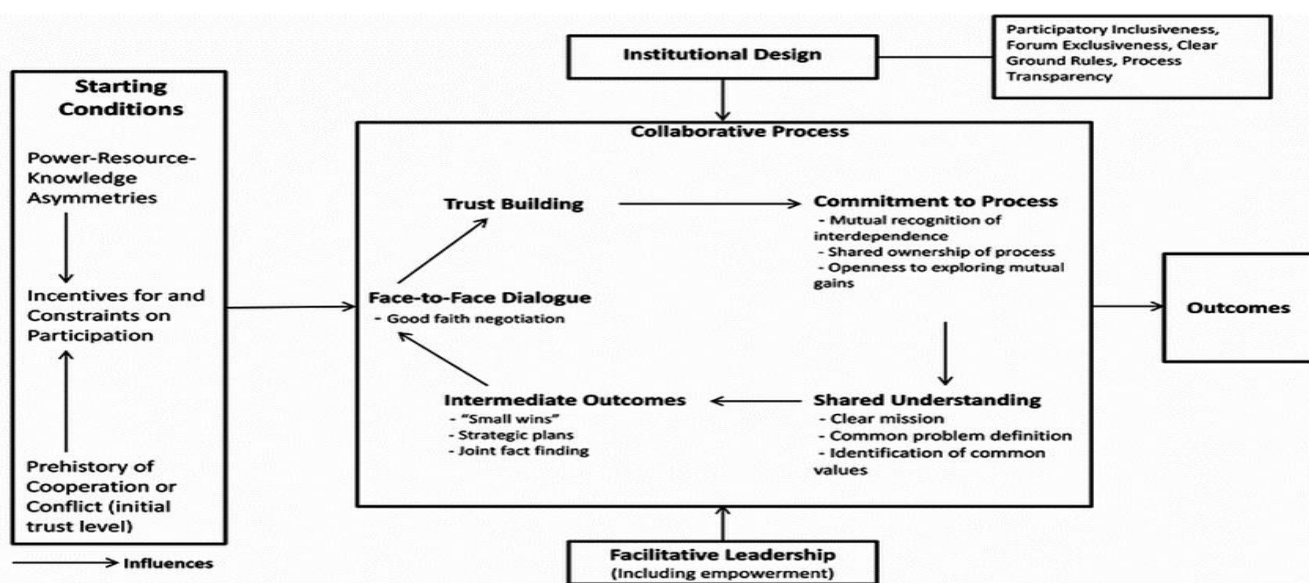 Institutional Design
Participatory Inclusiveness,
Forum Exclusiveness, Clear
Ground Rules, Process
Transparency
Starting
Conditions
Power-Resource-
Knowledge
Asymmetries
Incentives for and
Constraints on
Participation
Prehistory of
Cooperation or
Conflict (initial
trust level)
Influences
Collaborative Process
Trust Building
Commitment to Process
- Mutual recognition of
interdependence
- Shared ownership of process
- Openness to exploring mutual
gains
Face-to-Face Dialogue
- Good faith negotiation
Intermediate Outcomes
- “Small wins”
- Strategic plans
- Joint fact finding
Shared Understanding
- Clear mission
- Common problem definition
- Identification of common
values
Outcomes
Facilitative Leadership
(Including empowerment)